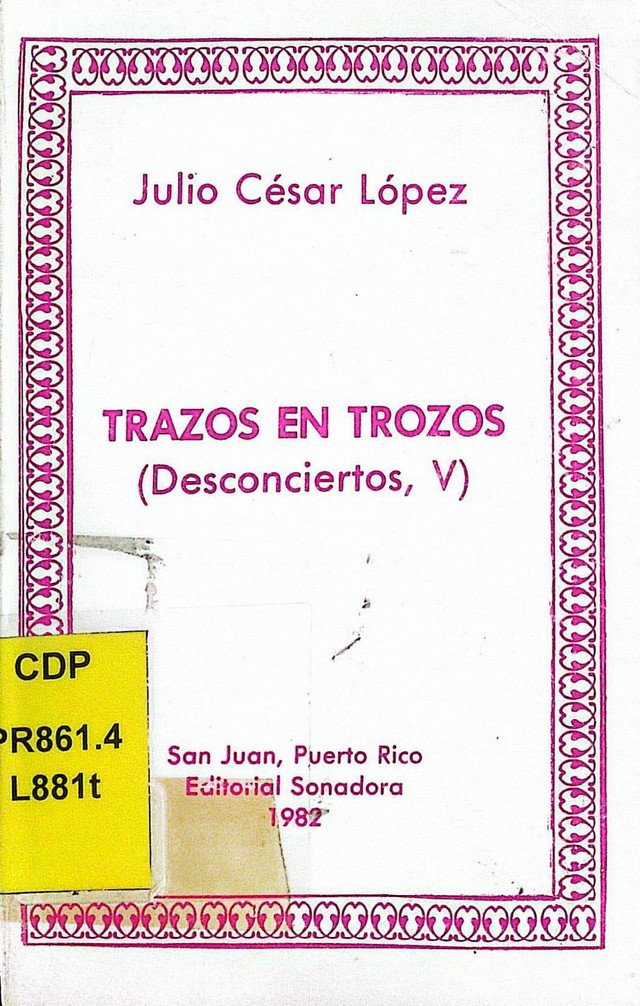 Julio César López
TRAZOS EN TROZOS
(Desconciertos, V)
CDP
PR861.4
L881t
San Juan, Puerto Rico
Editorial Sonadora
1982